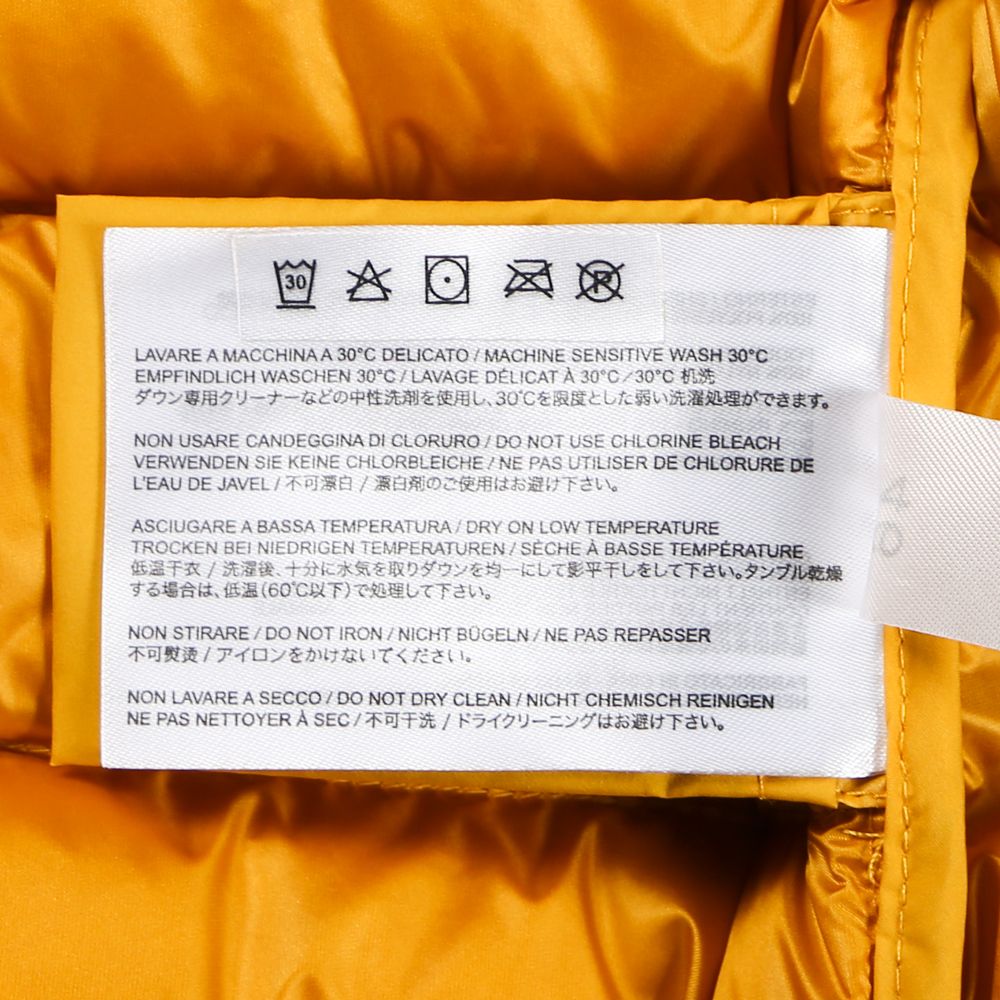 30
P
LAVARE A MACCHINA A 30°C DELICATO / MACHINE SENSITIVE WASH 30°C
EMPFINDLICH WASCHEN 30°C / LAVAGE DÉLICAT À 30°C／30°C 机洗
ダウン専用クリーナーなどの中性洗剤を使用し、30℃を限度とした弱い洗濯処理ができます。
NON USARE CANDEGGINA DI CLORURO / DO NOT USE CHLORINE BLEACH
VERWENDEN SIE KEINE CHLORBLEICHE / NE PAS UTILISER DE CHLORURE DE
L'EAU DE JAVEL / 不可漂白 / 漂白剤のご使用はお避け下さい。
ASCIUGARE A BASSA TEMPERATURA / DRY ON LOW TEMPERATURE
TROCKEN BEI NIEDRIGEN TEMPERATUREN / SÈCHE À BASSE TEMPÉRATURE
低温干衣 / 洗濯後、十分に水気を取りダウンを均一にして影平干しをして下さい。タンブル乾燥
する場合は、低温（60℃以下）で処理して下さい。
NON STIRARE / DO NOT IRON / NICHT BÜGELN / NE PAS REPASSER
不可熨烫 / アイロンをかけないでください。
NON LAVARE A SECCO / DO NOT DRY CLEAN / NICHT CHEMISCH REINIGEN
NE PAS NETTOYER À SEC / 不可干洗 / ドライクリーニングはお避け下さい。